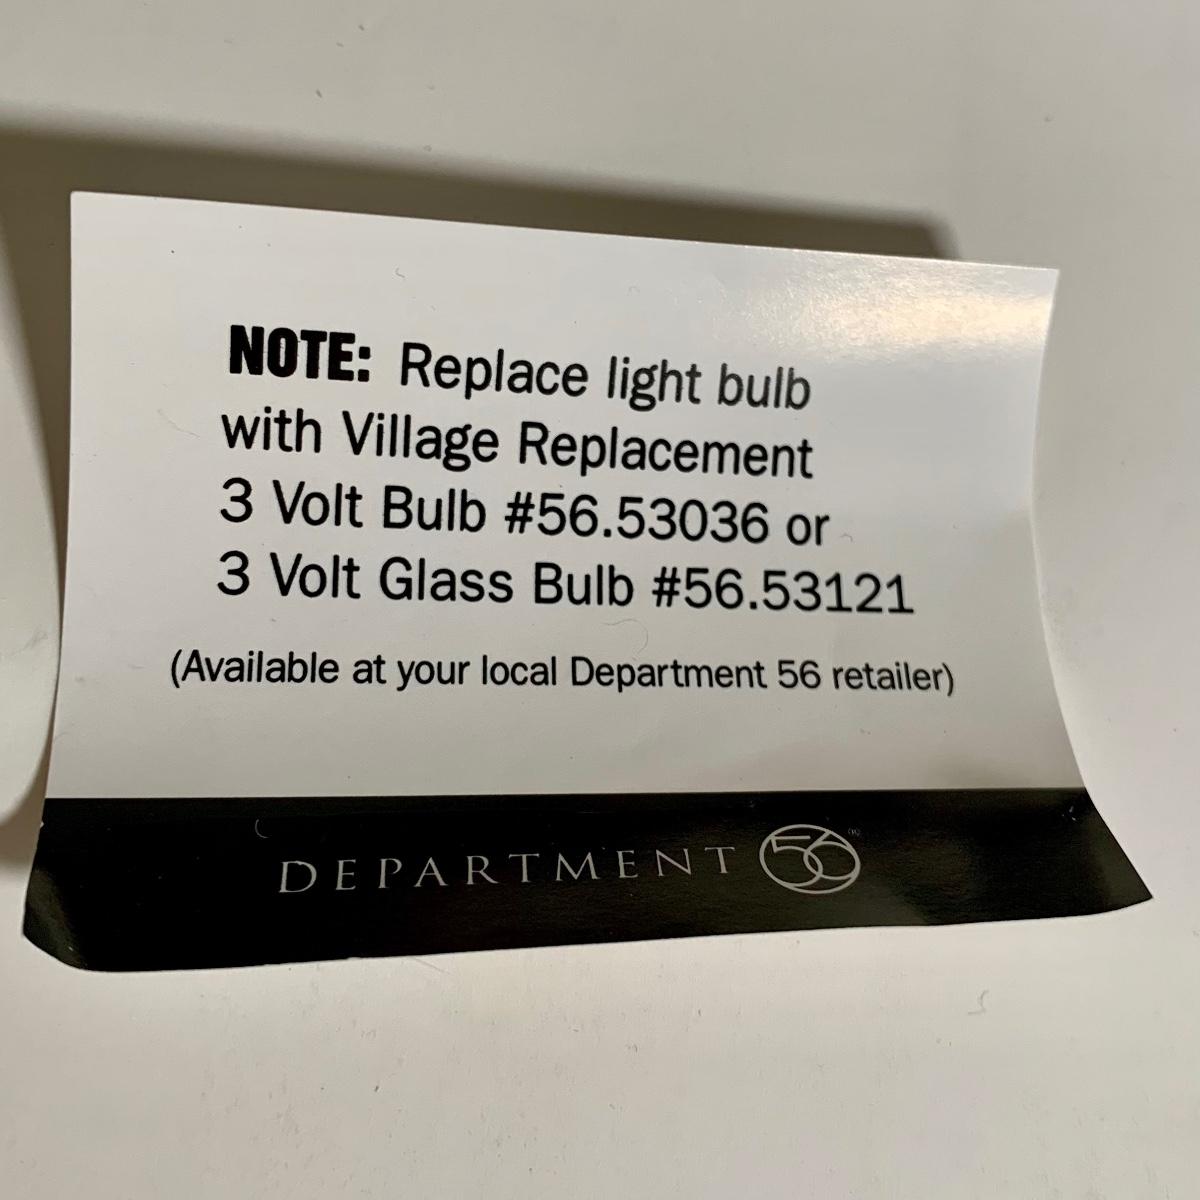 NOTE: Replace light bulb
with Village Replacement
3 Volt Bulb #56.53036 or
3 Volt Glass Bulb #56.53121
(Available at your local Department 56 retailer)
DEPARTMENT 56®